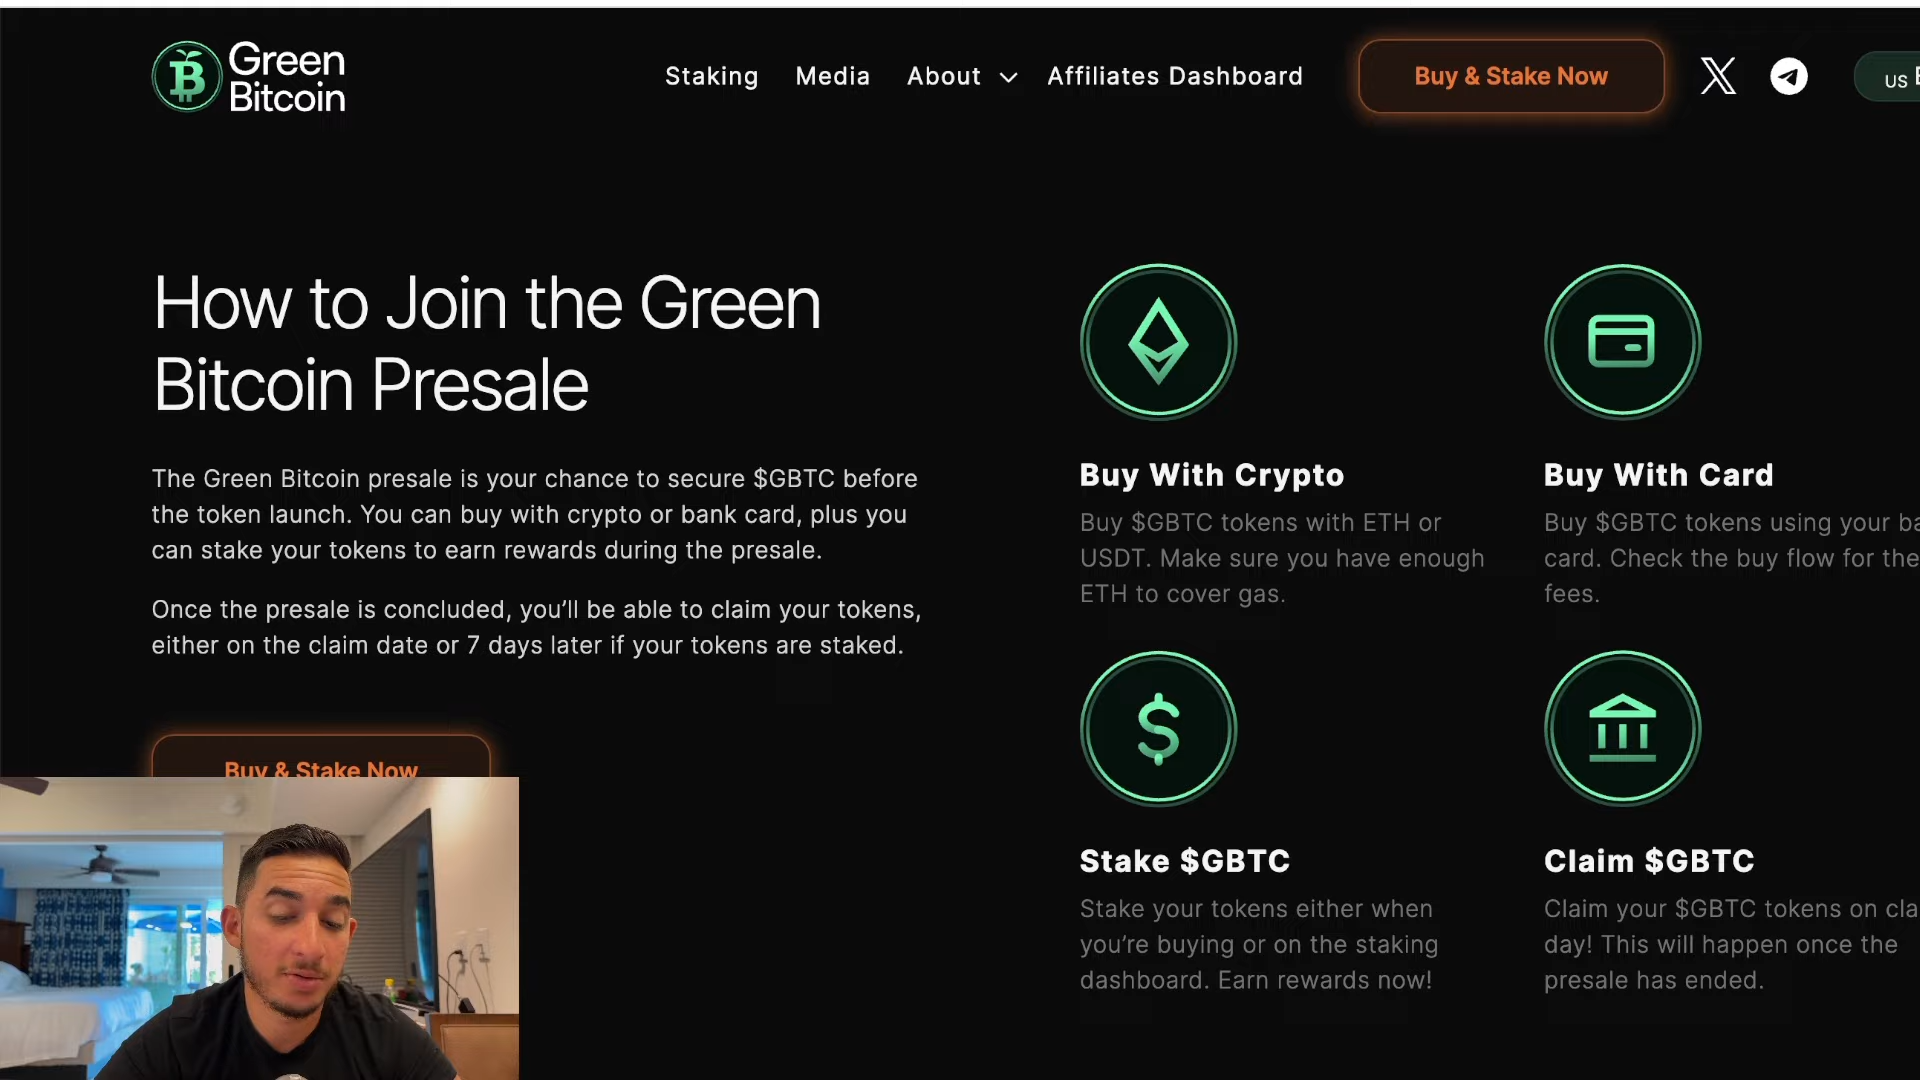 Green
Bitcoin
Staking
Media
About
Affiliates Dashboard
Buy & Stake Now
US
How to Join the Green
Bitcoin Presale
The Green Bitcoin presale is your chance to secure $GBTC before
the token launch. You can buy with crypto or bank card, plus you
can stake your tokens to earn rewards during the presale.
Once the presale is concluded, you’ll be able to claim your tokens,
either on the claim date or 7 days later if your tokens are staked.
Buy & Stake Now
Buy With Crypto
Buy $GBTC tokens with ETH or
USDT. Make sure you have enough
ETH to cover gas.
Buy With Card
Buy $GBTC tokens using your
card. Check the buy flow for the
fees.
Stake $GBTC
Stake your tokens either when
you’re buying or on the staking
dashboard. Earn rewards now!
Claim $GBTC
Claim your $GBTC tokens on
day! This will happen once the
presale has ended.